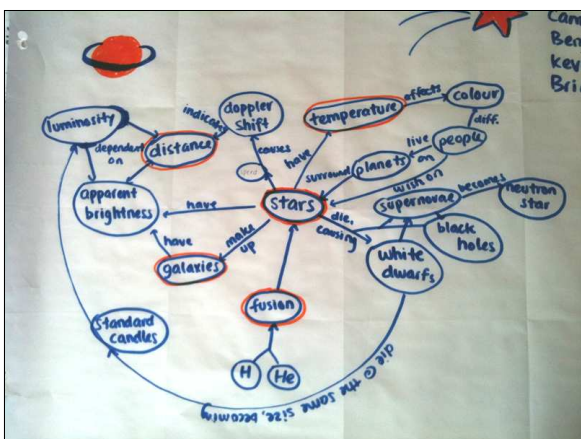 Cam
Ben
Kev
Bri
luminosity
dependant
on
distance
indicates
doppler
shift
causes
temperature
affects
colour
diff.
people
live
on
planets
surround
wish on
have
stars
die,
causing
supernovae
becomes
neutron
star
black
holes
white
dwarfs
apparent
brightness
have
have
make
up
galaxies
fusion
H
He
standard
candles
die @ the same size, becoming